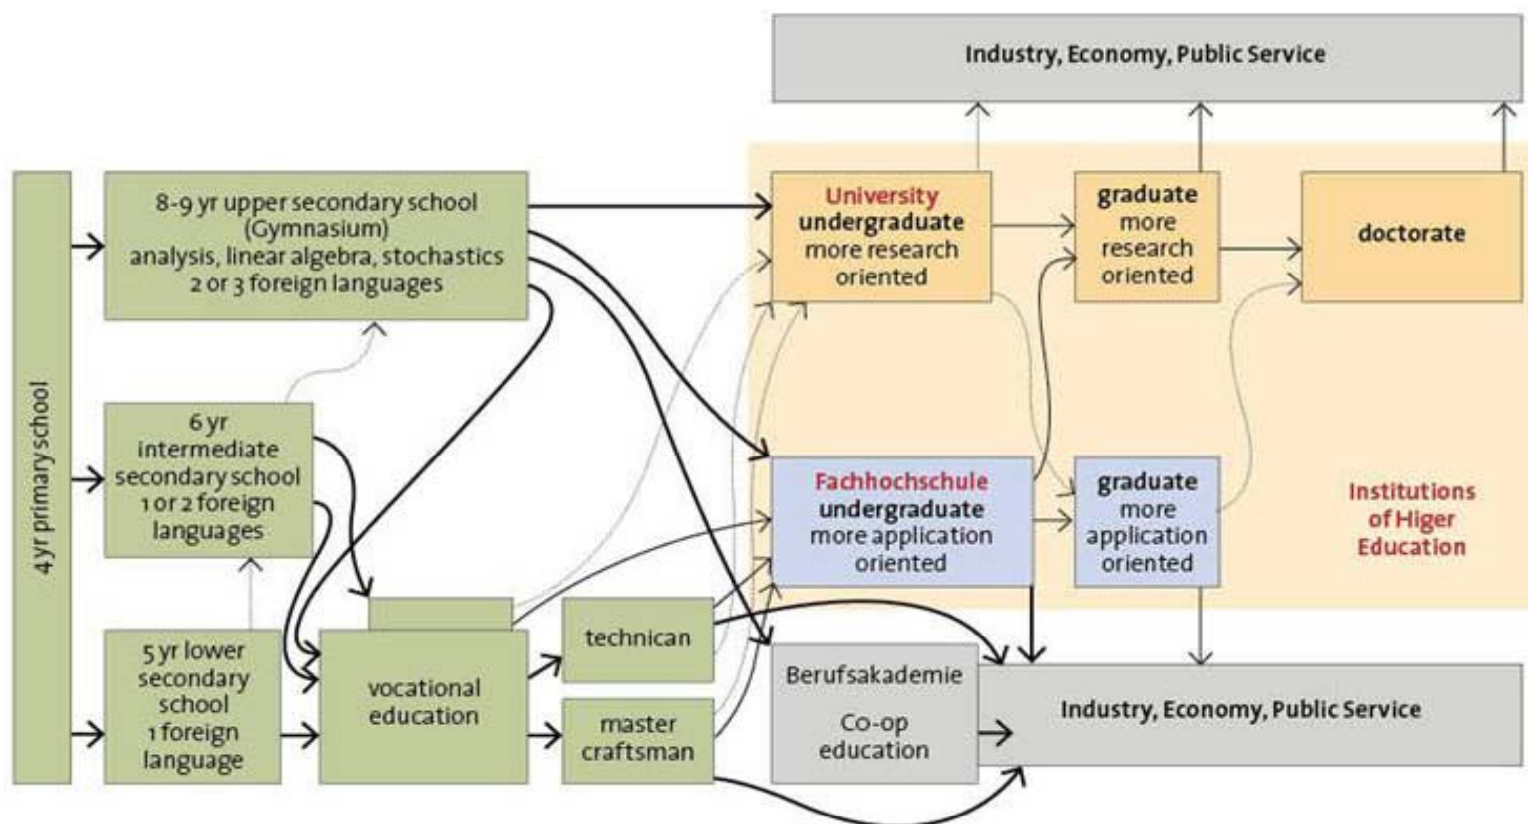 Industry, Economy, Public Service
4 yr primary school
8-9 yr upper secondary school
(Gymnasium)
analysis, linear algebra, stochastics
2 or 3 foreign languages
University
undergraduate
more research
oriented
graduate
more
research
oriented
doctorate
6 yr
intermediate
secondary school
1 or 2 foreign
languages
Fachhochschule
undergraduate
more application
oriented
graduate
more
application
oriented
Institutions
of Higer
Education
5 yr lower
secondary
school
1 foreign
language
vocational
education
technican
master
craftsman
Berufsakademie
Co-op
education
Industry, Economy, Public Service